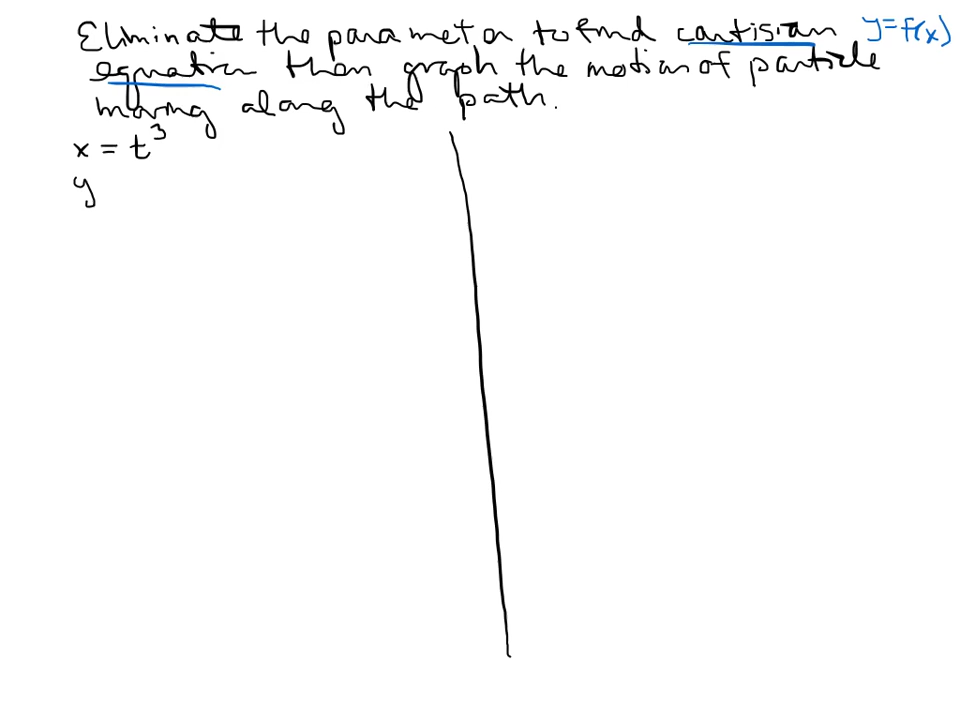 Eliminate the parameter to find cartisian y=f(x)
equation then graph the motion of particle
moving along the path.
x = t³
y